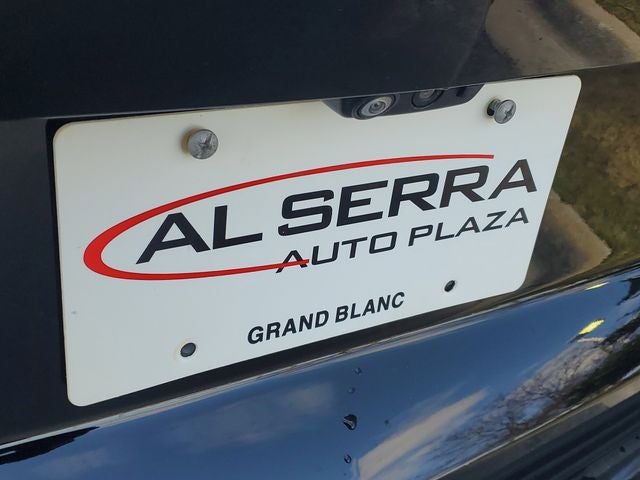 AL SERRA
AUTO PLAZA
GRAND BLANC